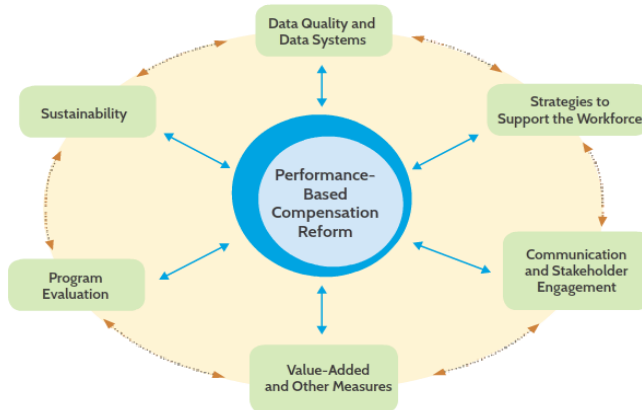 Data Quality and
Data Systems
Sustainability
Strategies to
Support the Workforce
Performance-
Based
Compensation
Reform
Program
Evaluation
Communication
and Stakeholder
Engagement
Value-Added
and Other Measures